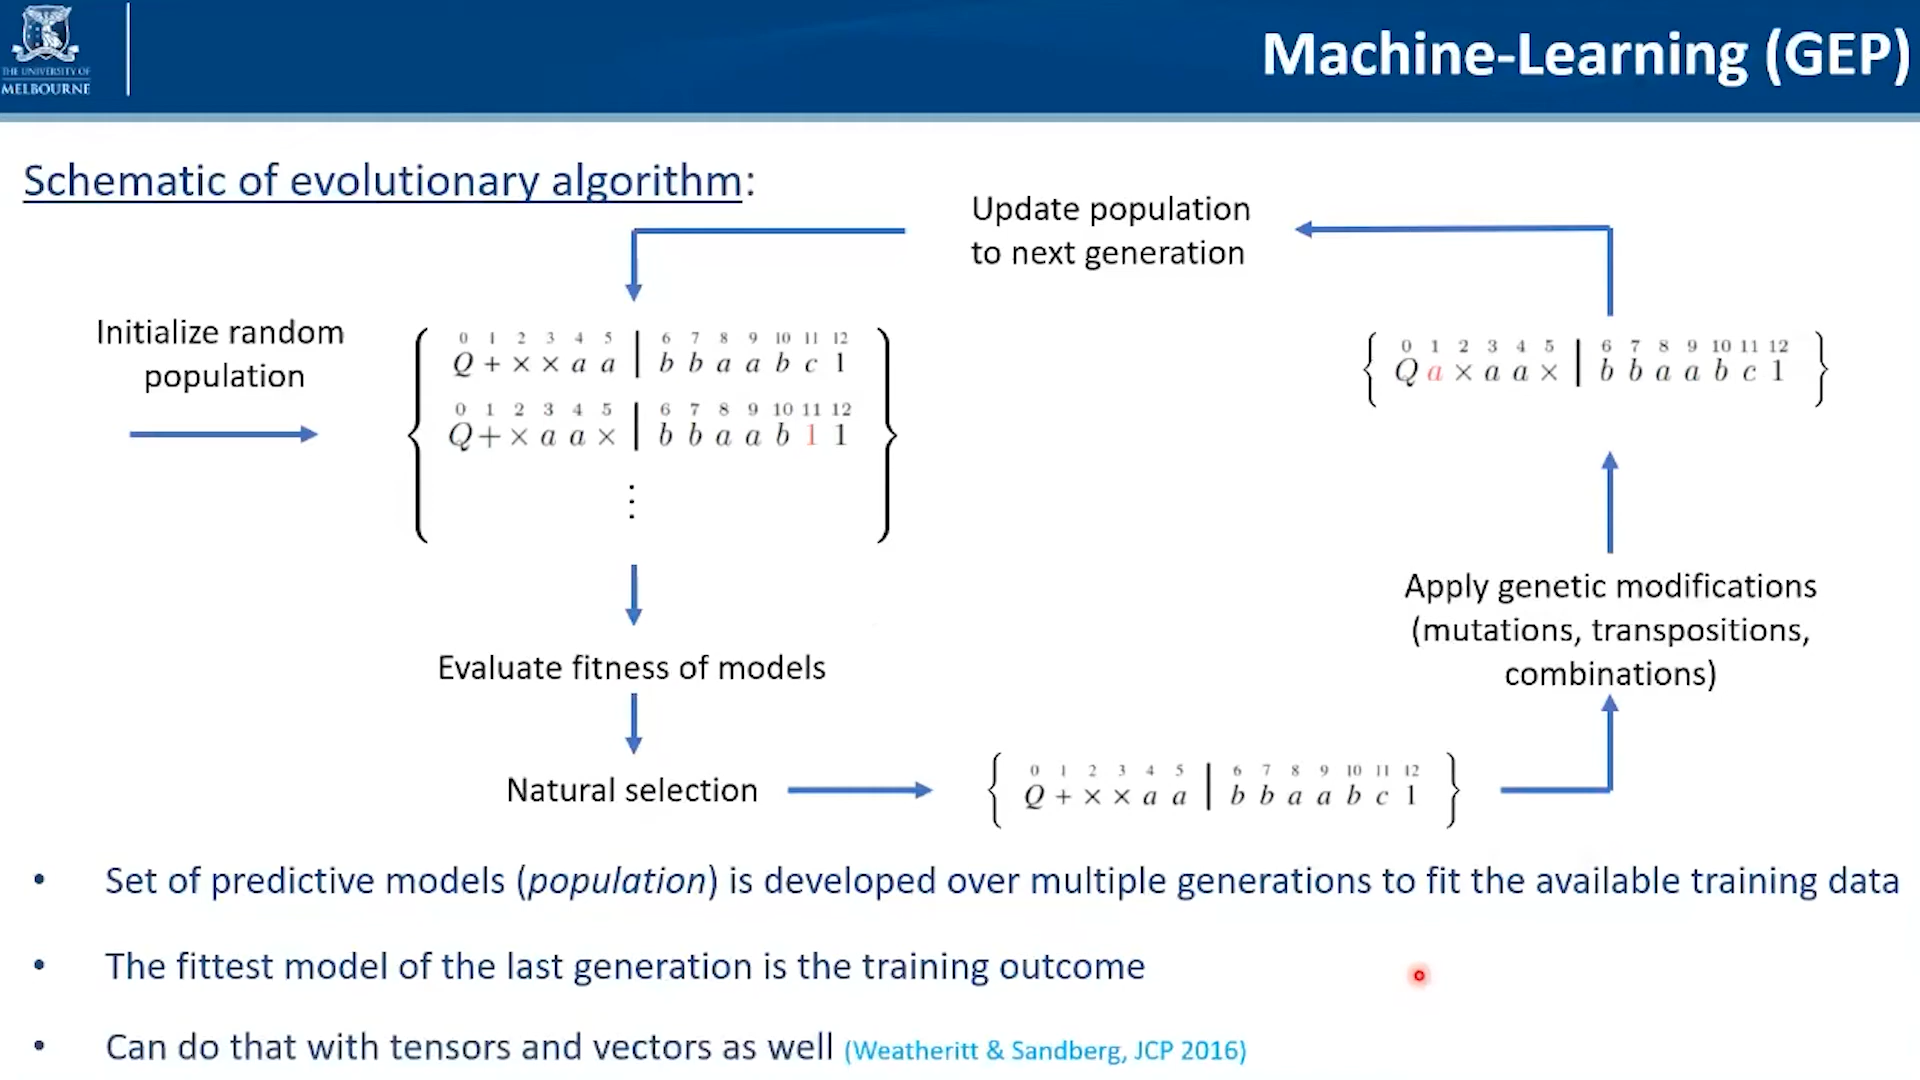 THE UNIVERSITY OF
MELBOURNE
Machine-Learning (GEP)
Schematic of evolutionary algorithm:
Update population
to next generation
Initialize random
population
0 1 2 3 4 5 | 6 7 8 9 10 11 12
Q + × × a a | b b a a b c 1
0 1 2 3 4 5 | 6 7 8 9 10 11 12
Q + × a a × | b b a a b 1 1
⋮
0 1 2 3 4 5 | 6 7 8 9 10 11 12
Q a × a a × | b b a a b c 1
Evaluate fitness of models
Apply genetic modifications
(mutations, transpositions,
combinations)
Natural selection
0 1 2 3 4 5 | 6 7 8 9 10 11 12
Q + × × a a | b b a a b c 1
• Set of predictive models (population) is developed over multiple generations to fit the available training data
• The fittest model of the last generation is the training outcome
• Can do that with tensors and vectors as well (Weatheritt & Sandberg, JCP 2016)